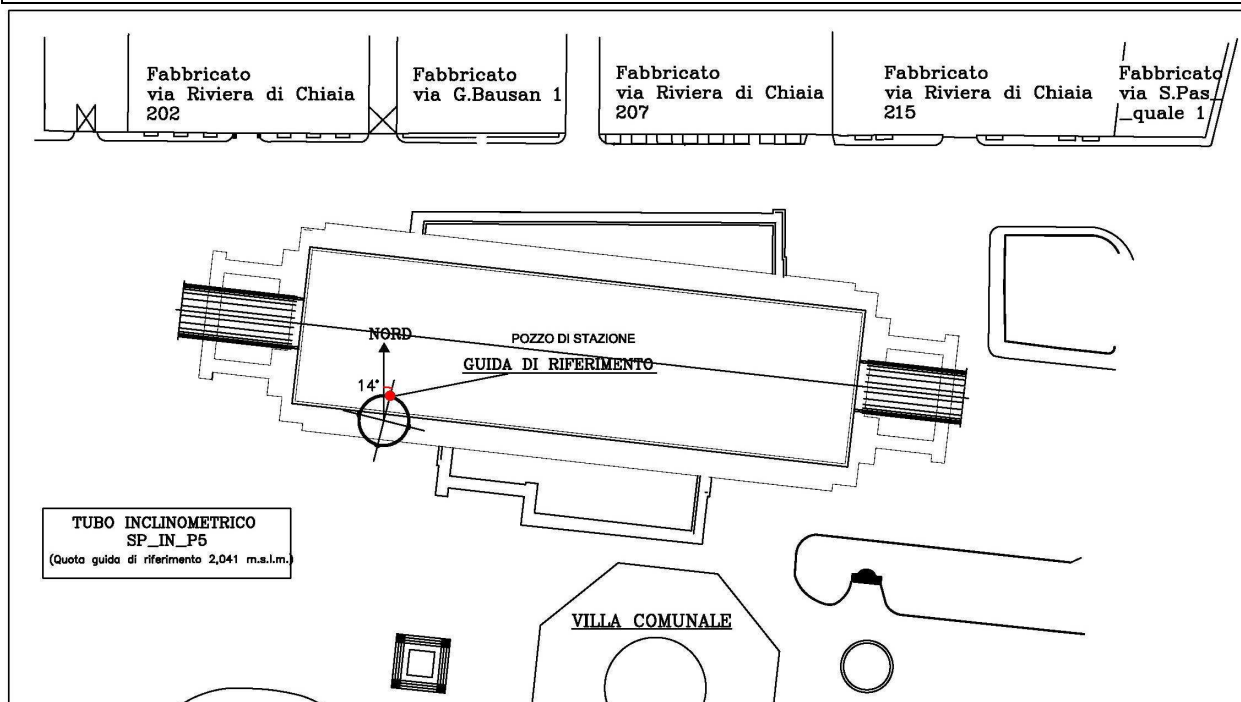 Fabbricato
via Riviera di Chiaia
202
Fabbricato
via G.Bausan 1
Fabbricato
via Riviera di Chiaia
207
Fabbricato
via Riviera di Chiaia
215
Fabbricato
via S.Pas_
_quale 1
NORD
POZZO DI STAZIONE
GUIDA DI RIFERIMENTO
14°
TUBO INCLINOMETRICO
SP_IN_P5
(Quota guida di riferimento 2,041 m.s.l.m.)
VILLA COMUNALE